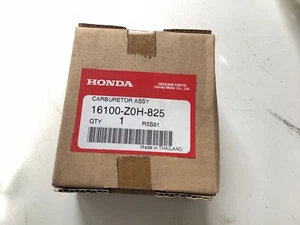 HONDA
GENUINE PARTS
Honda Motor Co., Ltd.
CARBURETOR ASSY
16100-Z0H-825
QTY 1 R5S01
Made in THAILAND